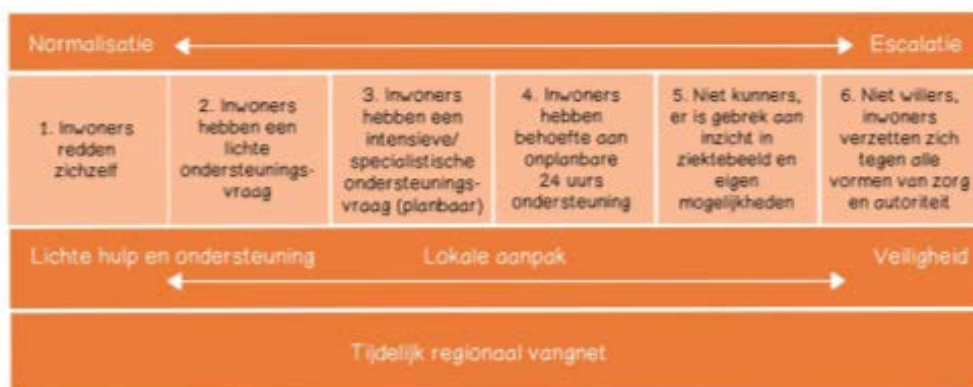 Normalisatie
Escalatie
1. Inwoners
redden
zichzelf
2. Inwoners
hebben een
lichte
ondersteunings-
vraag
3. Inwoners
hebben een
intensieve/
specialistische
ondersteunings-
vraag (planbaar)
4. Inwoners
hebben
behoefte aan
onplanbare
24 uurs
ondersteuning
5. Niet kunners,
er is gebrek aan
inzicht in
ziektebeeld en
eigen
mogelijkheden
6. Niet willers,
inwoners
verzetten zich
tegen alle
vormen van zorg
en autoriteit
Lichte hulp en ondersteuning
Lokale aanpak
Veiligheid
Tijdelijk regionaal vangnet